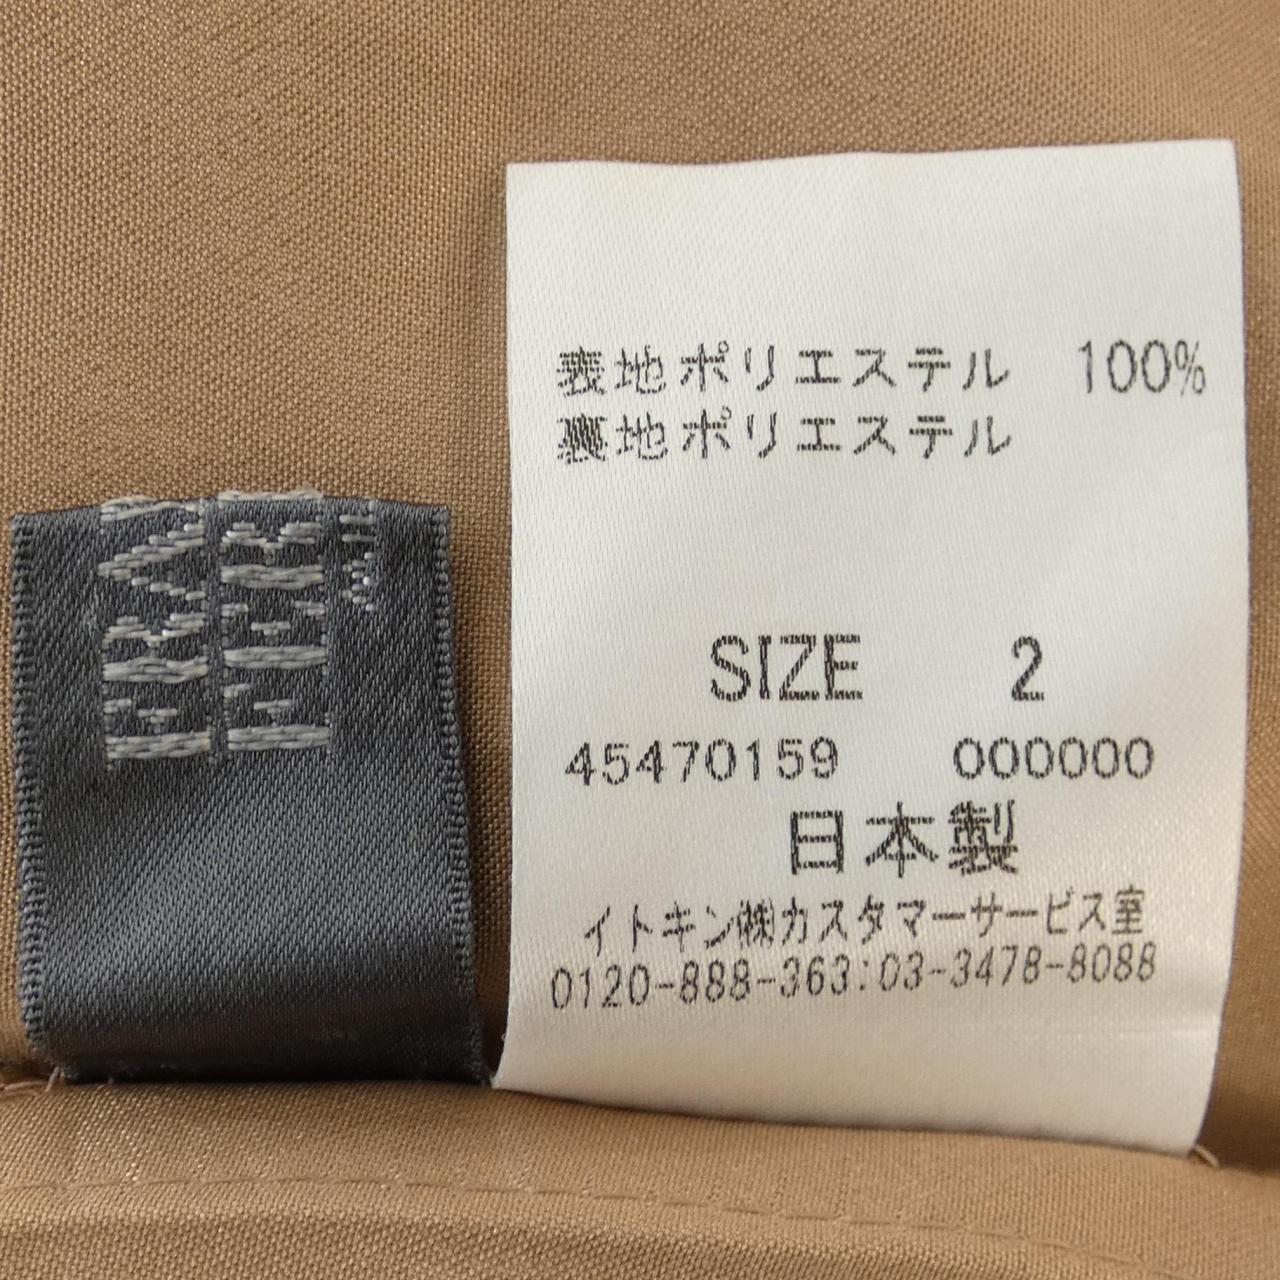 表地ポリエステル 100%
裏地ポリエステル
SIZE 2
45470159 000000
日本製
イトキン㈱カスタマーサービス室
0120-888-363:03-3478-8088